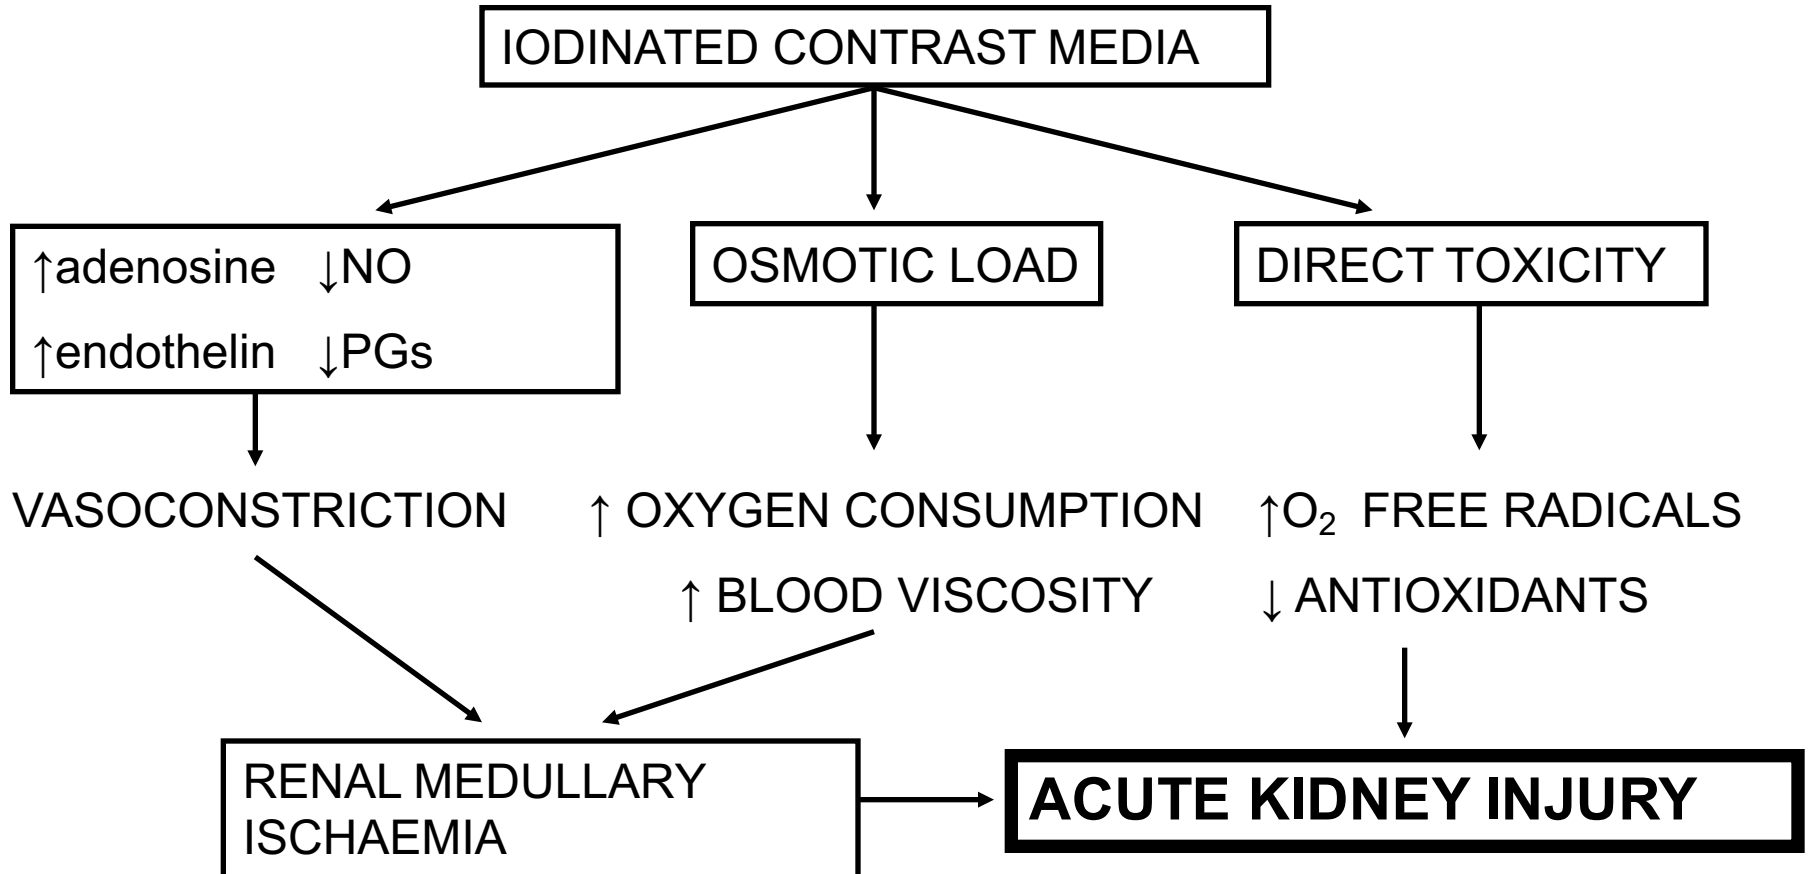 IODINATED CONTRAST MEDIA
↑adenosine ↓NO
↑endothelin ↓PGs
OSMOTIC LOAD
DIRECT TOXICITY
VASOCONSTRICTION
↑ OXYGEN CONSUMPTION
↑ BLOOD VISCOSITY
↑O₂ FREE RADICALS
↓ ANTIOXIDANTS
RENAL MEDULLARY
ISCHAEMIA
ACUTE KIDNEY INJURY